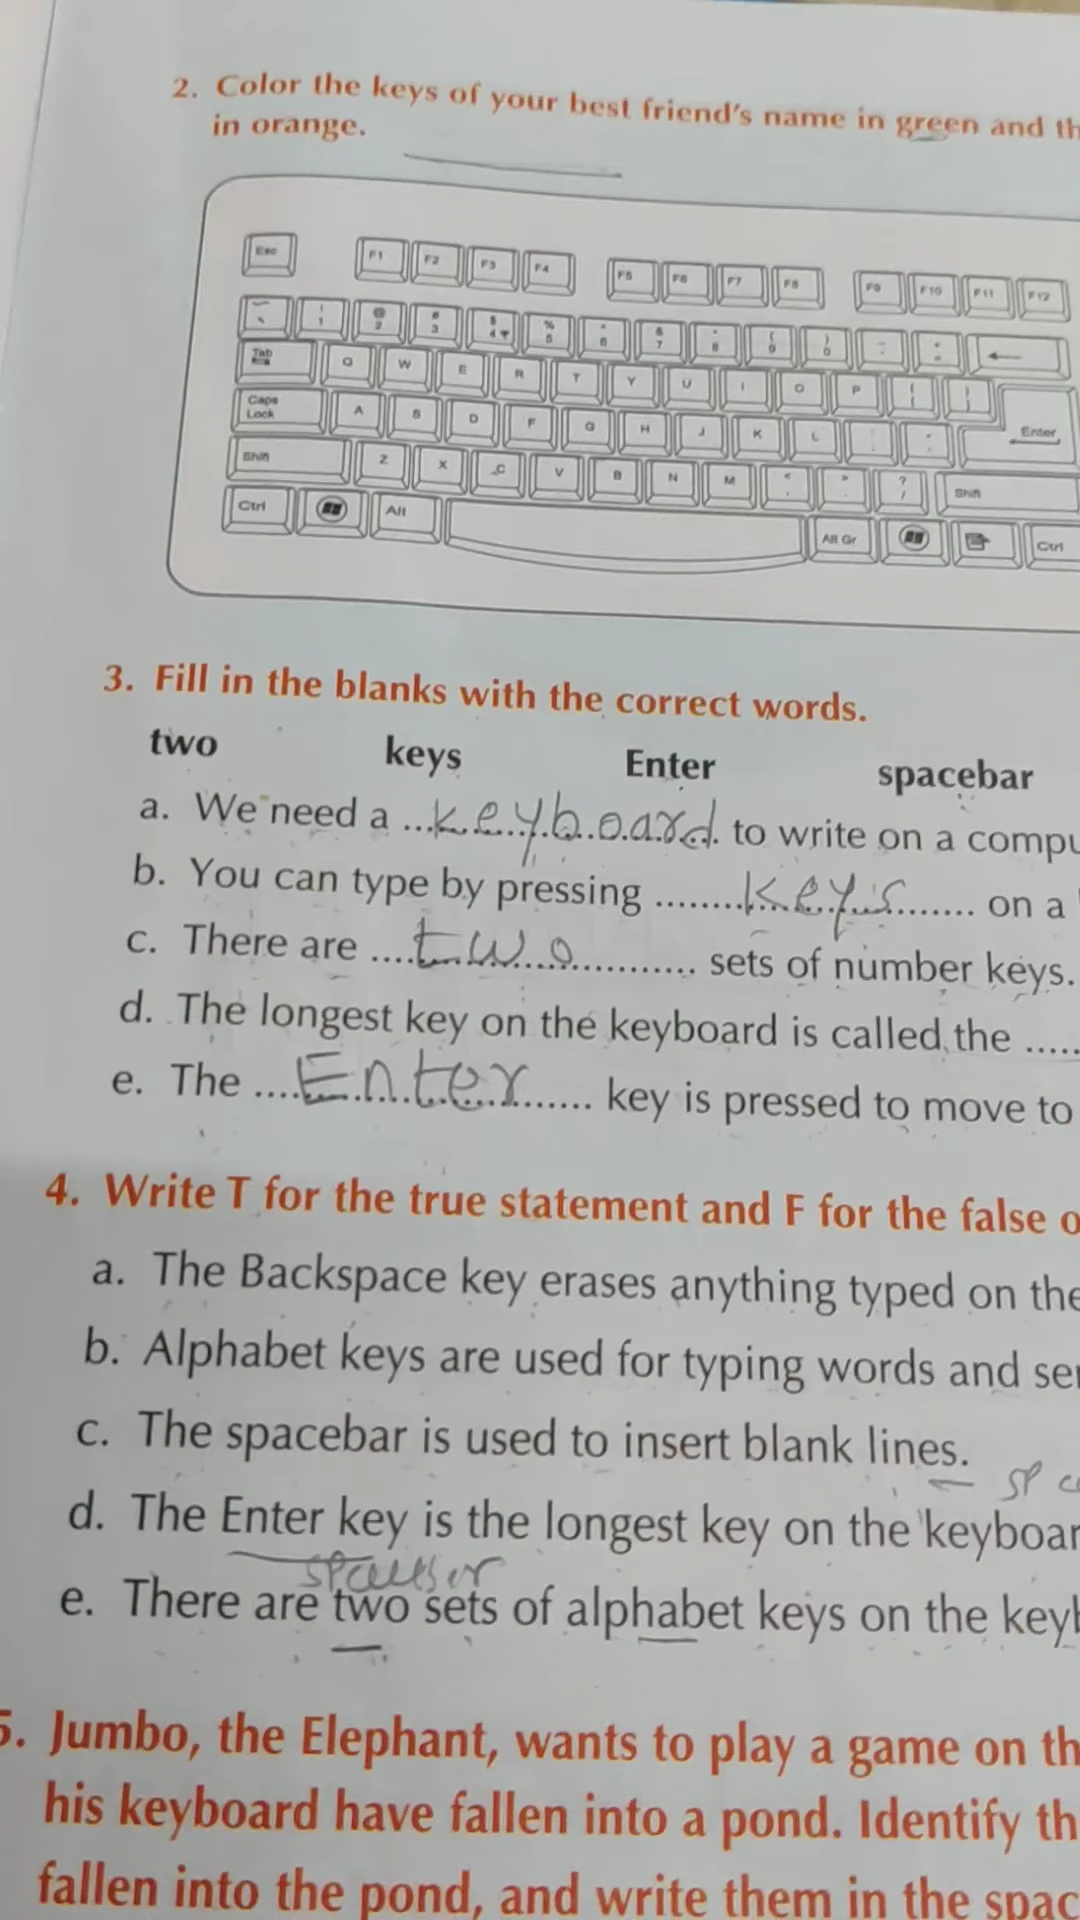 2. Color the keys of your best friend's name in green and th
in orange.
Esc F1 F2 F3 F4 F5 F6 F7 F8 F9 F10 F11 F12
Tab Q W E R T Y U I O P
Caps Lock A S D F G H J K L Enter
Shift Z X C V B N M Shift
Ctrl Alt Alt Gr Ctrl
3. Fill in the blanks with the correct words.
two keys Enter spacebar
a. We need a ...keyboard. to write on a compu
b. You can type by pressing ........keys....... on a
c. There are ....two............ sets of number keys.
d. The longest key on the keyboard is called the .....
e. The ....Enter...... key is pressed to move to
4. Write T for the true statement and F for the false o
a. The Backspace key erases anything typed on the
b. Alphabet keys are used for typing words and sen
c. The spacebar is used to insert blank lines.
d. The Enter key is the longest key on the keyboar
e. There are two sets of alphabet keys on the keyb
5. Jumbo, the Elephant, wants to play a game on th
his keyboard have fallen into a pond. Identify th
fallen into the pond, and write them in the spac